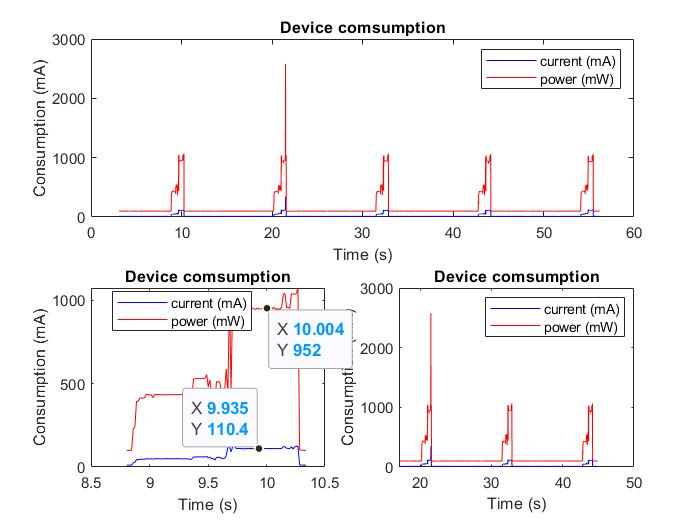 Device comsumption
3000
2000
1000
0
Consumption (mA)
current (mA)
power (mW)
0 10 20 30 40 50 60
Time (s)
Device comsumption
1000
500
0
Consumption (mA)
current (mA)
power (mW)
X 10.004
Y 952
X 9.935
Y 110.4
8.5 9 9.5 10 10.5
Time (s)
Device comsumption
3000
2000
1000
0
Consumption (mA)
current (mA)
power (mW)
20 30 40 50
Time (s)